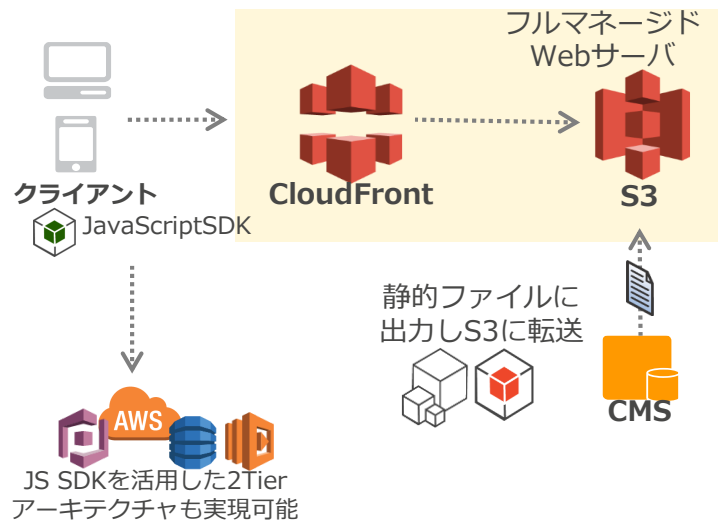 フルマネージド
Webサーバ
クライアント
CloudFront
S3
JavaScriptSDK
静的ファイルに
出力しS3に転送
CMS
AWS
JS SDKを活用した2Tier
アーキテクチャも実現可能